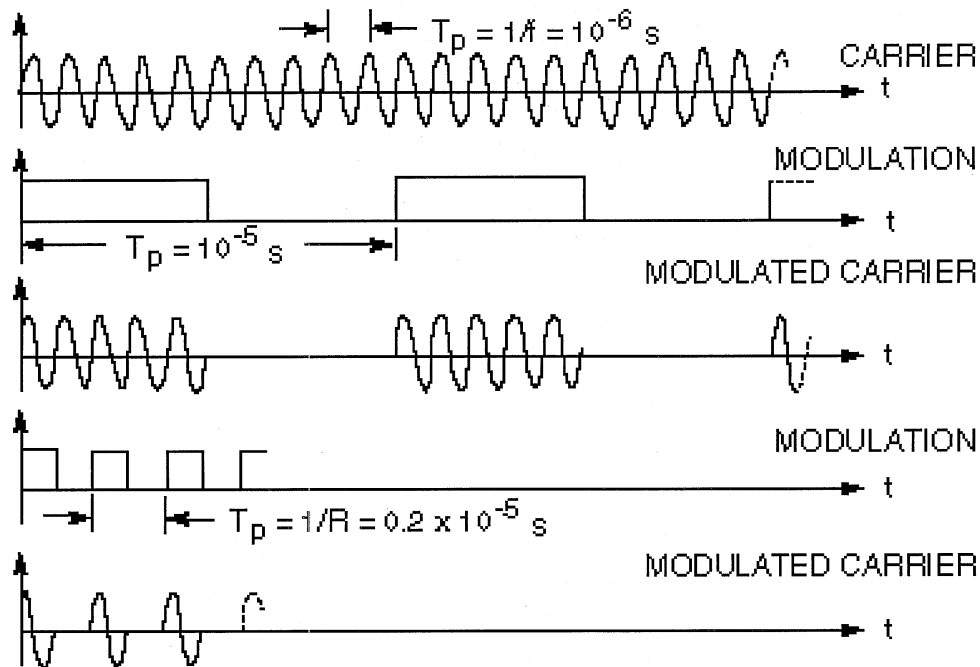 T_p = 1/f = 10^-6 s
CARRIER
t
MODULATION
t
T_p = 10^-5 s
MODULATED CARRIER
t
MODULATION
t
T_p = 1/R = 0.2 x 10^-5 s
MODULATED CARRIER
t